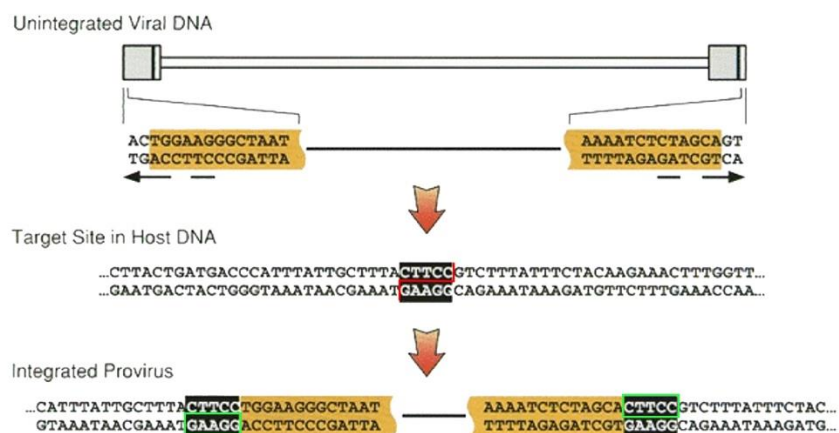 Unintegrated Viral DNA
ACTGGAAGGGCTAAT AAAATCTCTAGCAGT
TGACCTTCCCGATTA TTTTAGAGATCGTCA
Target Site in Host DNA
...CTTACTGATGACCCATTTATTGCTTTACTTCCGTCTTTATTTCTACAAGAAACTTTGGTT...
...GAATGACTACTGGGTAAATAACGAAATGAAGGCAGAAATAAAGATGTTCTTTGAAACCAA...
Integrated Provirus
...CATTTATTGCTTTACTTCCTGGAAGGGCTAAT AAAATCTCTAGCACTTCCGTCTTTATTTCTAC...
GTAAATAACGAAATGAAGGACCTTCCCGATTA TTTTAGAGATCGTGAAGGCAGAAATAAAGATG...